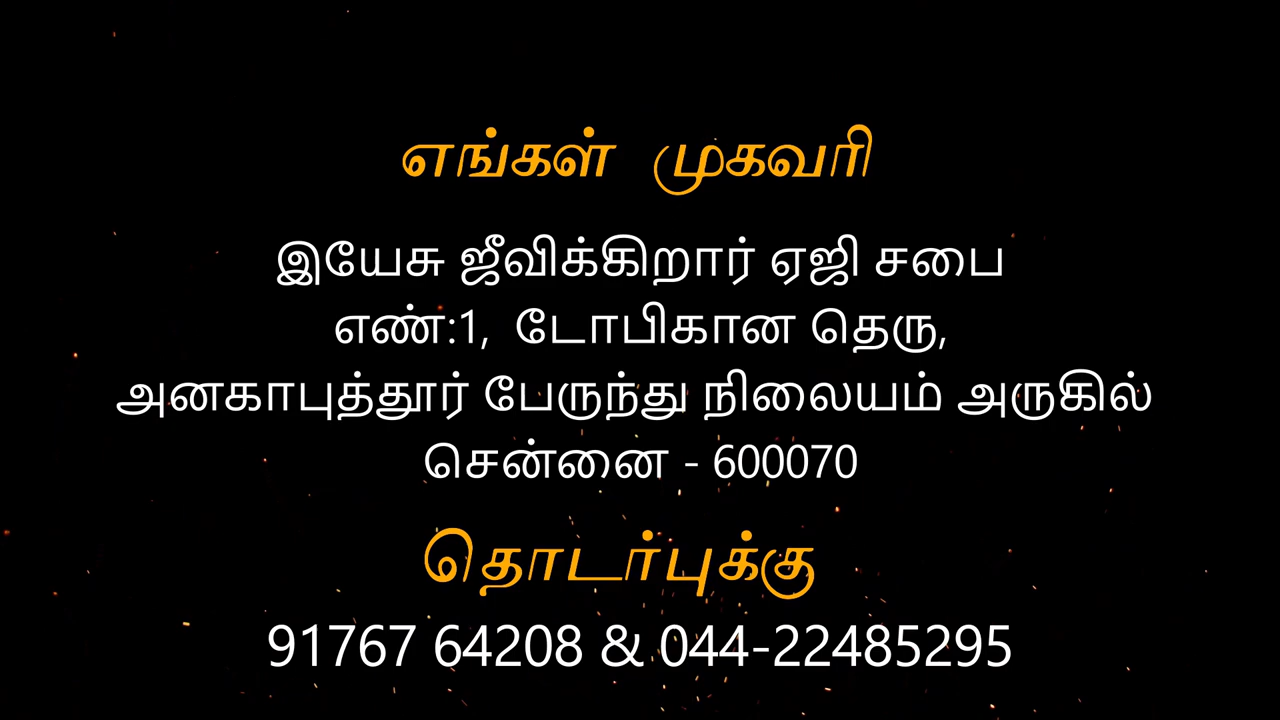 எங்கள் முகவரி
இயேசு ஜீவிக்கிறார் ஏஜி சபை
எண்:1, டோபிகான தெரு,
அனகாபுத்தூர் பேருந்து நிலையம் அருகில்
சென்னை - 600070
தொடர்புக்கு
91767 64208 & 044-22485295